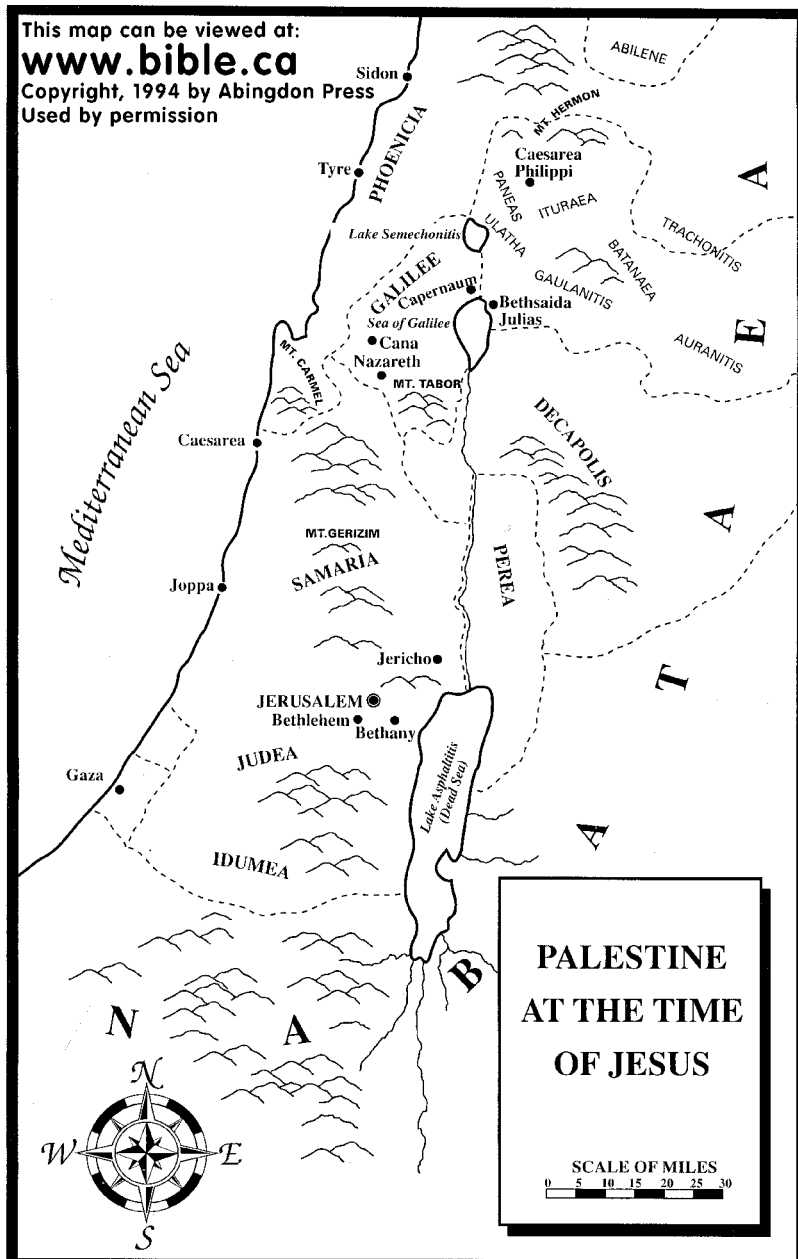 This map can be viewed at:
www.bible.ca
Copyright, 1994 by Abingdon Press
Used by permission
ABILENE
Sidon
MT. HERMON
PHOENICIA
Caesarea
Philippi
Tyre
PANEAS
ITURAEA
ULATHA
TRACHONITIS
Lake Semechonitis
BATANAEA
GALILEE
GAULANITIS
Capernaum
Bethsaida
Julias
Sea of Galilee
Cana
AURANITIS
Nazareth
MT. CARMEL
MT. TABOR
Mediterranean Sea
DECAPOLIS
Caesarea
MT.GERIZIM
SAMARIA
PEREA
Joppa
Jericho
JERUSALEM
Bethlehem
Bethany
JUDEA
Gaza
Lake Asphaltitis
(Dead Sea)
IDUMEA
N A B A T A E A
PALESTINE
AT THE TIME
OF JESUS
N
W E
S
SCALE OF MILES
0 5 10 15 20 25 30